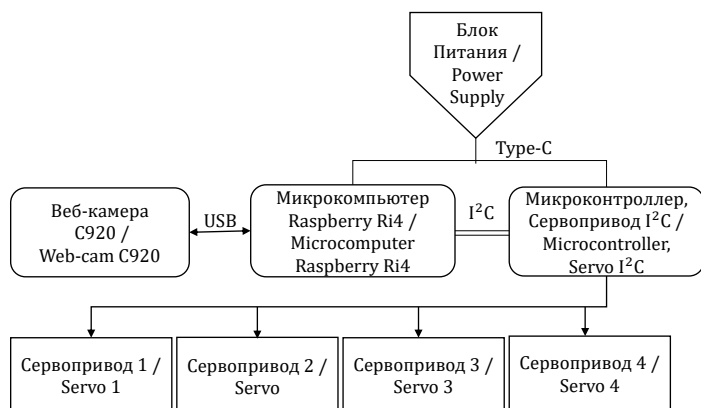 Блок
Питания /
Power
Supply
Type-C
Веб-камера
C920 /
Web-cam C920
USB
Микрокомпьютер
Raspberry Ri4 /
Microcomputer
Raspberry Ri4
I²C
Микроконтроллер,
Сервопривод I²C /
Microcontroller,
Servo I²C
Сервопривод 1 /
Servo 1
Сервопривод 2 /
Servo
Сервопривод 3 /
Servo 3
Сервопривод 4 /
Servo 4